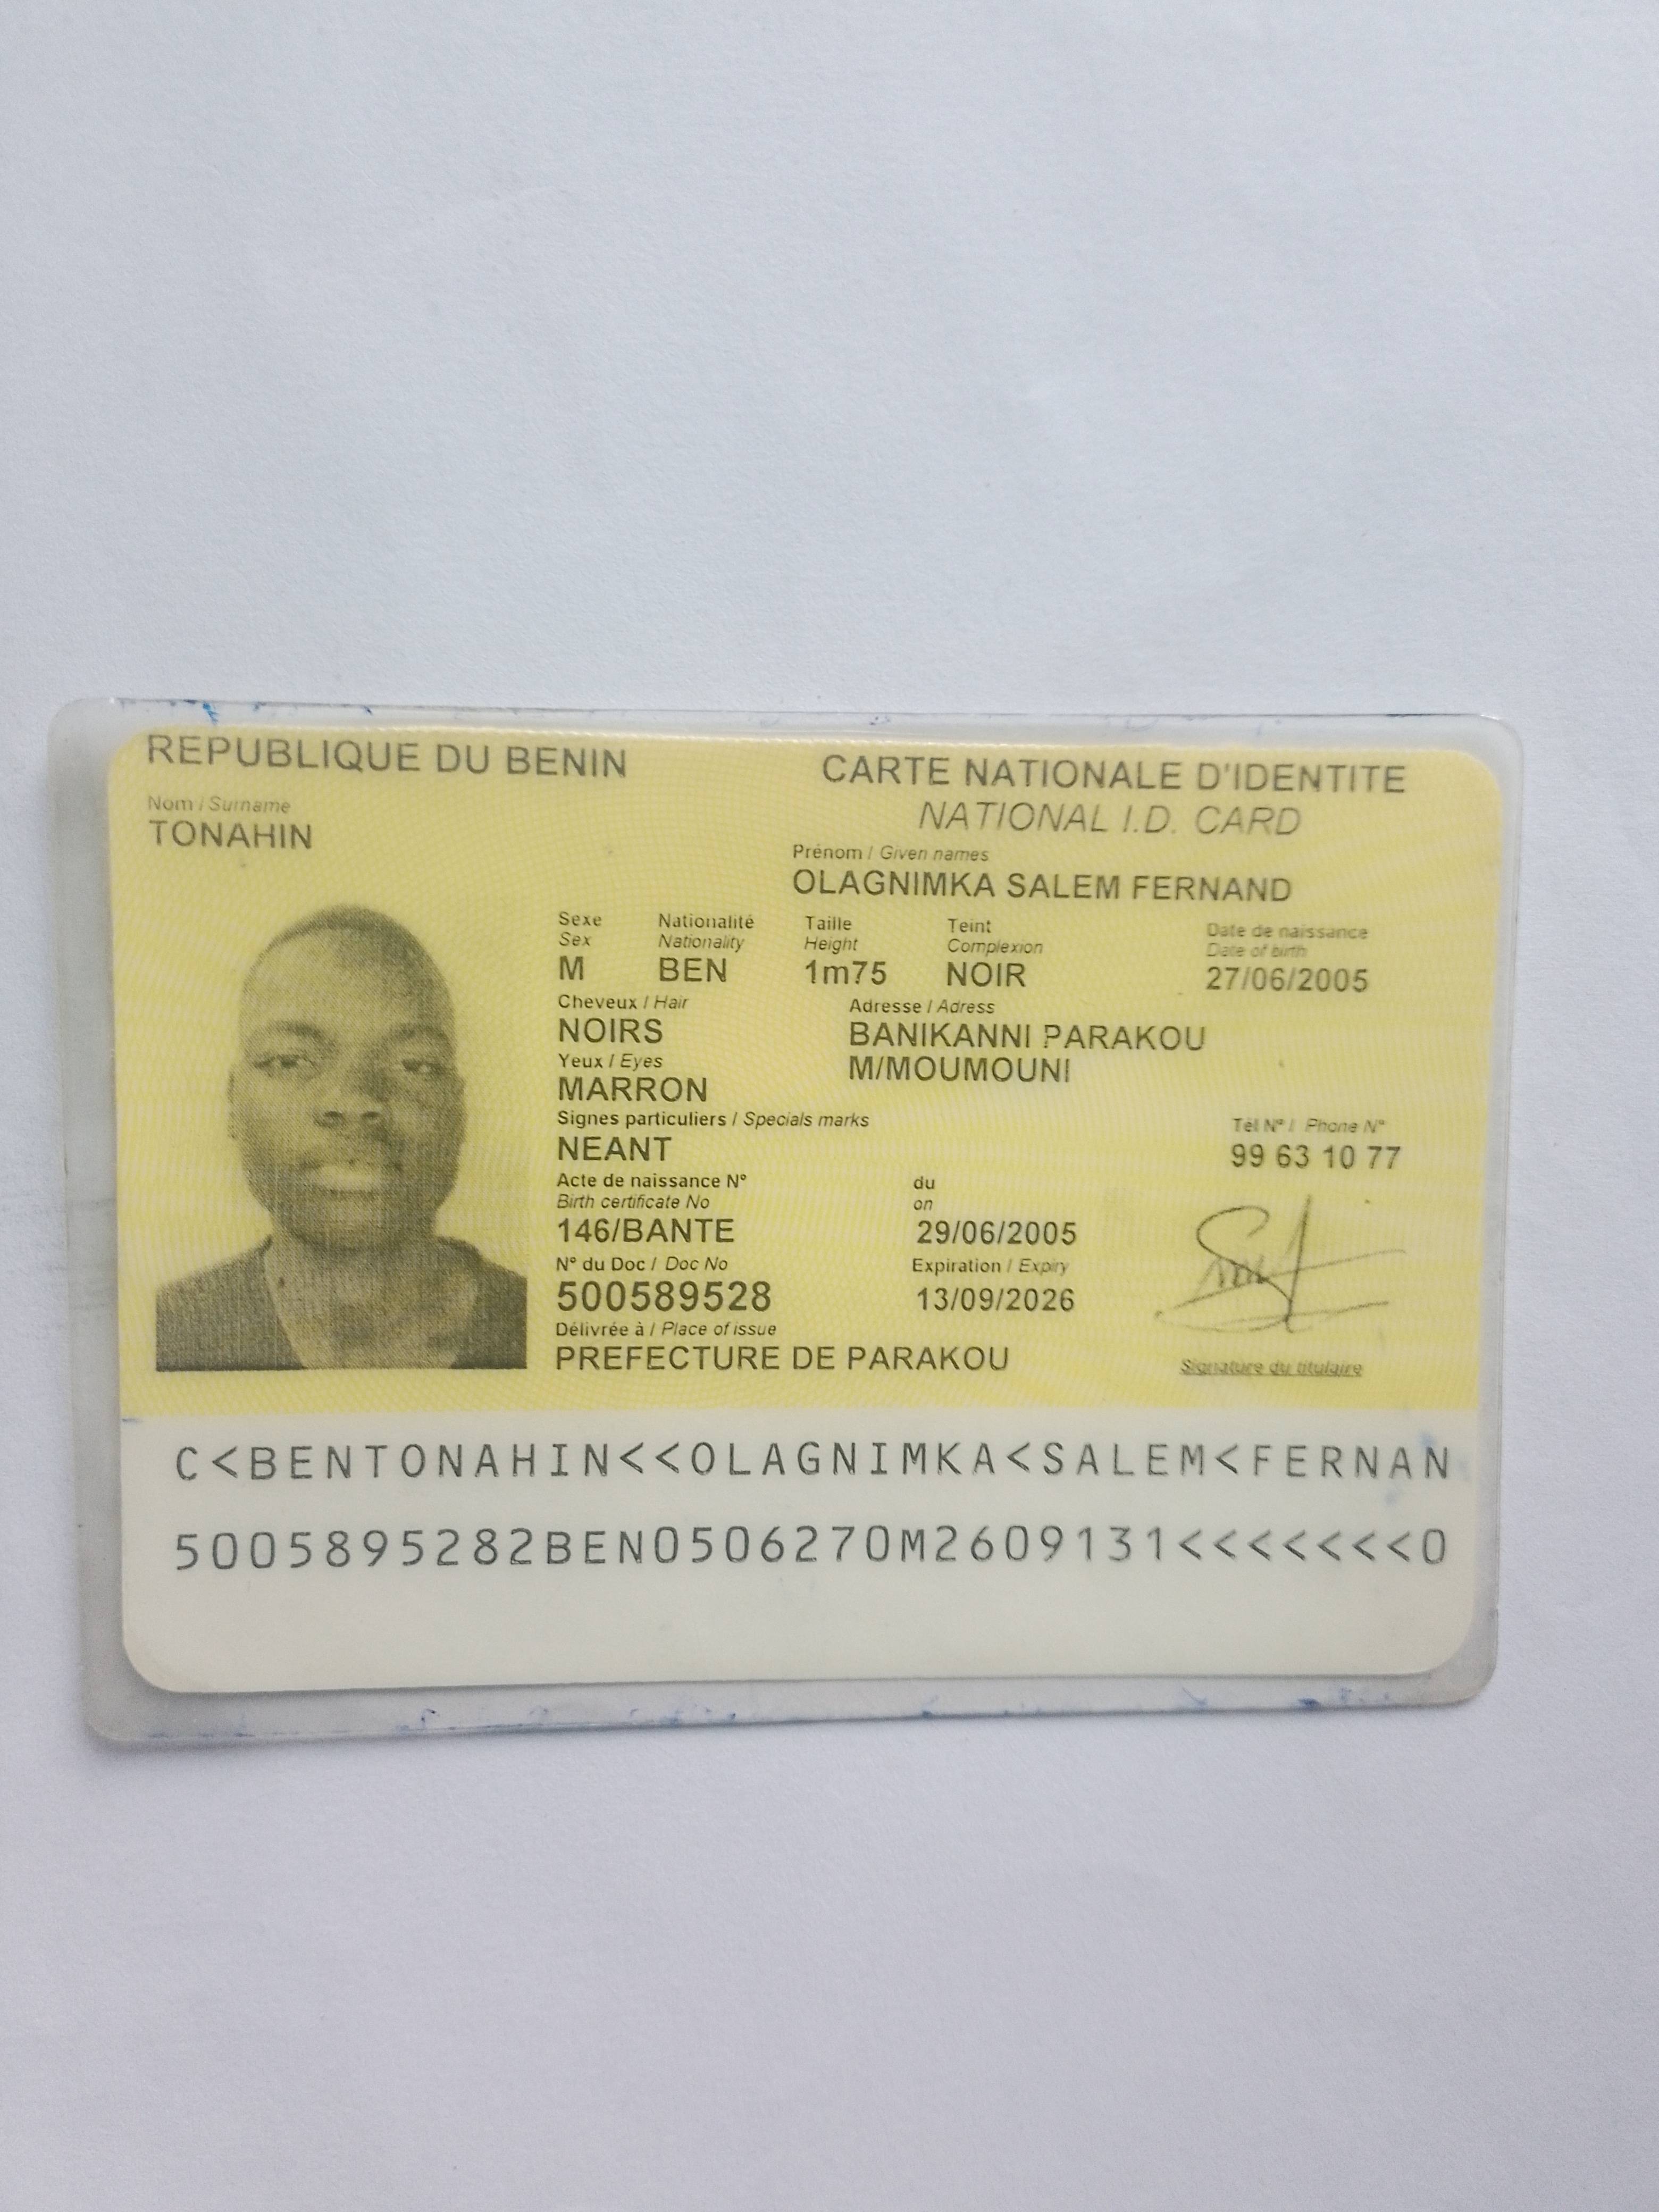 REPUBLIQUE DU BENIN
CARTE NATIONALE D'IDENTITE
NATIONAL I.D. CARD
Nom / Surname
TONAHIN
Prénom / Given names
OLAGNIMKA SALEM FERNAND
Sexe Nationalité Taille Teint Date de naissance
Sex Nationality Height Complexion Date of birth
M BEN 1m75 NOIR 27/06/2005
Cheveux / Hair Adresse / Adress
NOIRS BANIKANNI PARAKOU
Yeux / Eyes M/MOUMOUNI
MARRON
Signes particuliers / Specials marks Tél N° / Phone N°
NEANT 99 63 10 77
Acte de naissance N° du
Birth certificate No on
146/BANTE 29/06/2005
N° du Doc / Doc No Expiration / Expiry
500589528 13/09/2026
Délivrée à / Place of issue
PREFECTURE DE PARAKOU Signature du titulaire
C<BENTONAHIN<<OLAGNIMKA<SALEM<FERNAN
5005895282BEN0506270M2609131<<<<<<<0